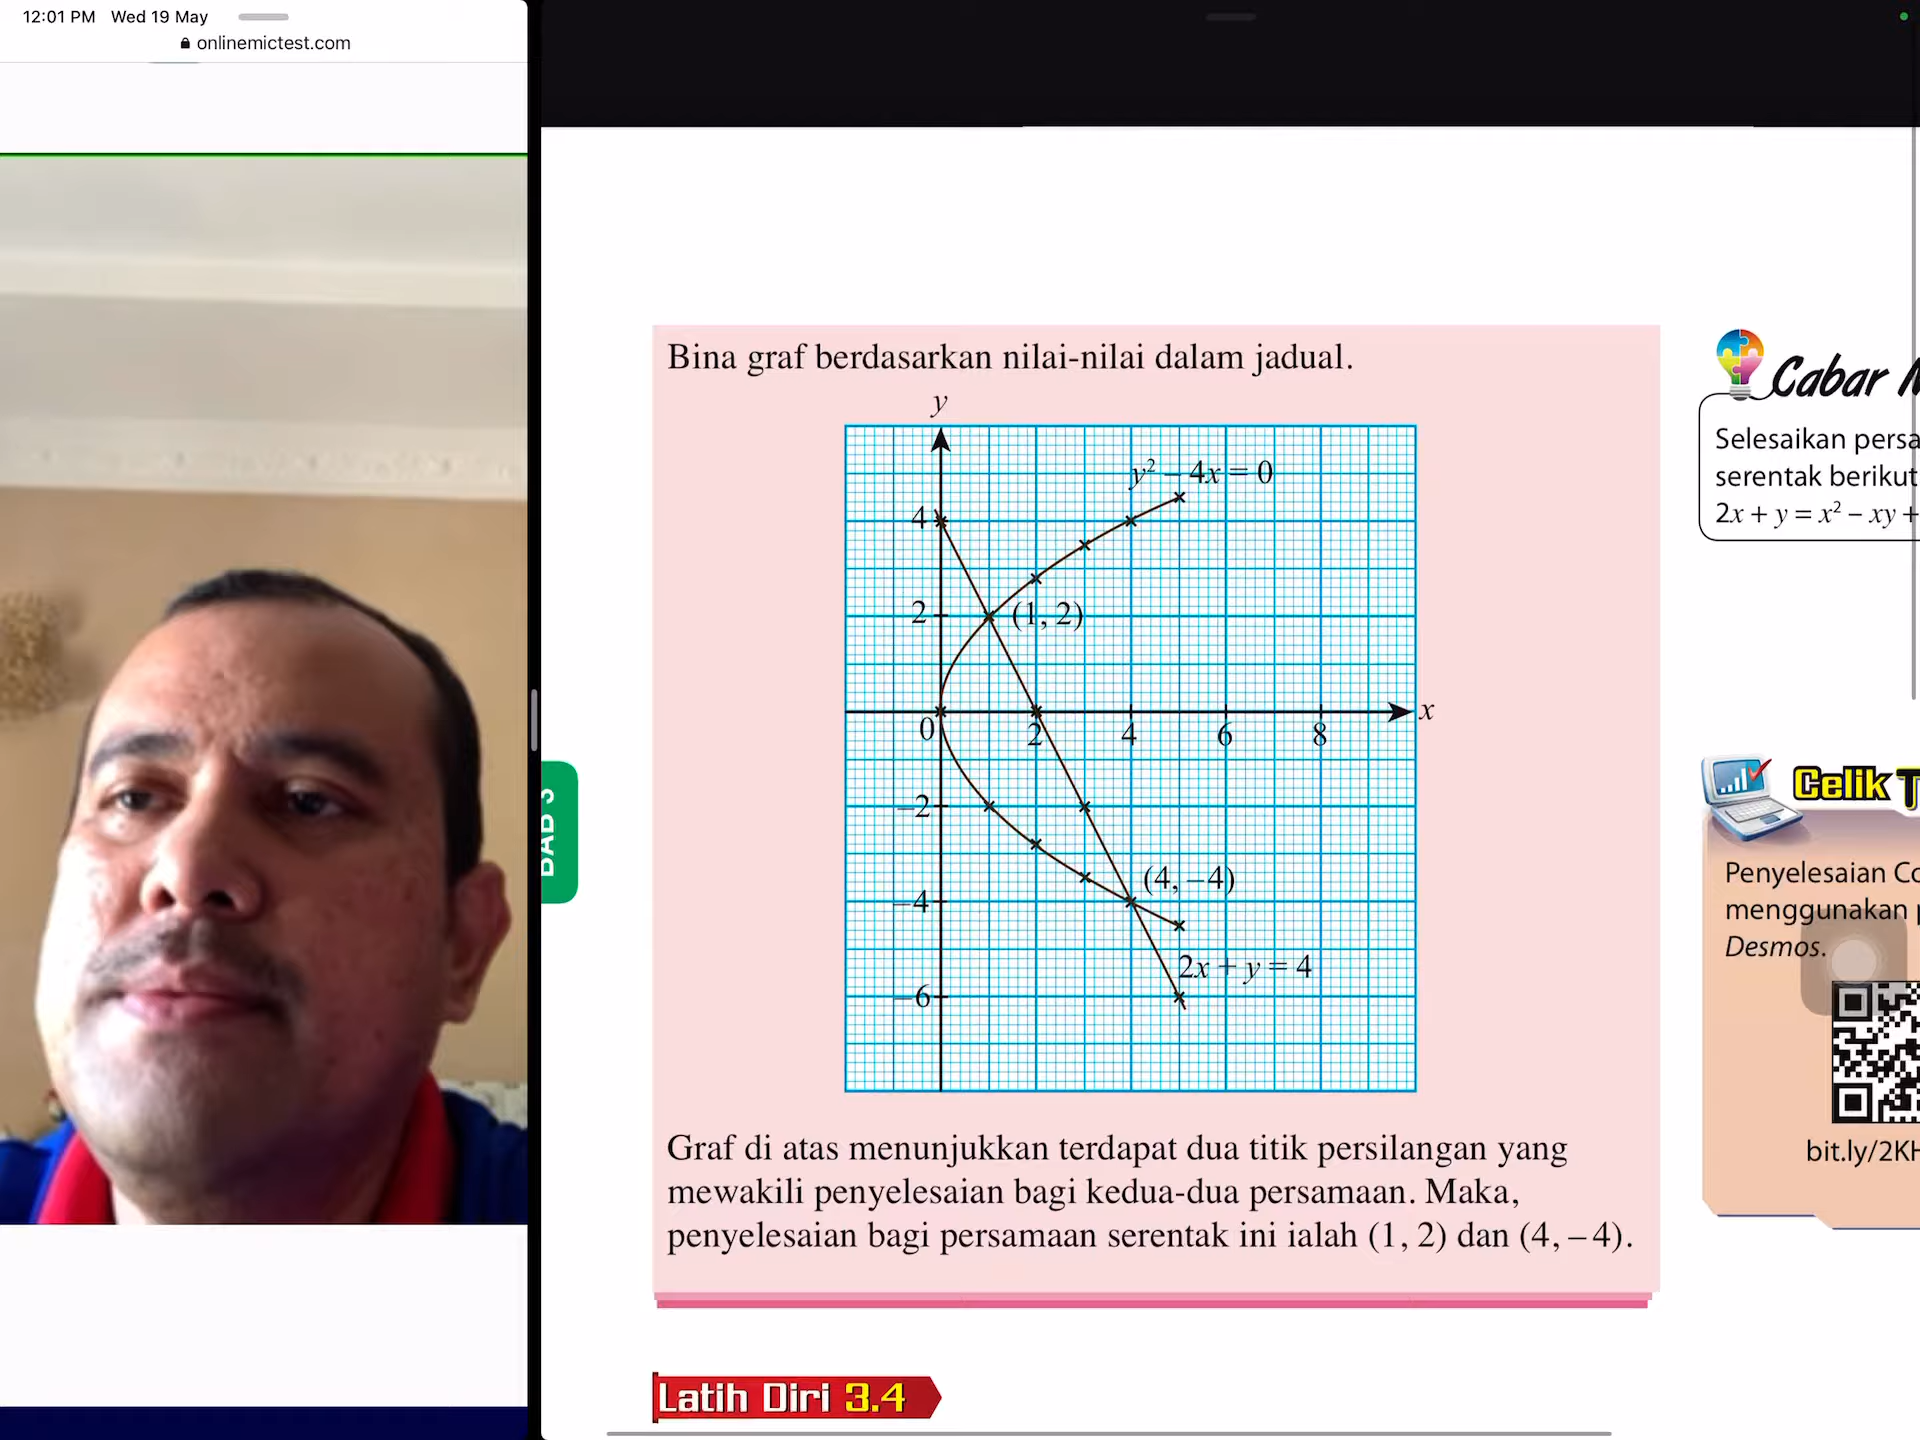 12:01 PM Wed 19 May
onlinemictest.com
Bina graf berdasarkan nilai-nilai dalam jadual.
y
y² – 4x = 0
4
2
(1, 2)
x
0
2
4
6
8
–2
(4, –4)
–4
2x + y = 4
–6
Graf di atas menunjukkan terdapat dua titik persilangan yang
mewakili penyelesaian bagi kedua-dua persamaan. Maka,
penyelesaian bagi persamaan serentak ini ialah (1, 2) dan (4, –4).
Latih Diri 3.4
BAB 3
Cabar
Selesaikan
serentak berikut
2x + y = x² – xy +
Celik
Penyelesaian
menggunakan
Desmos.
bit.ly/2KH